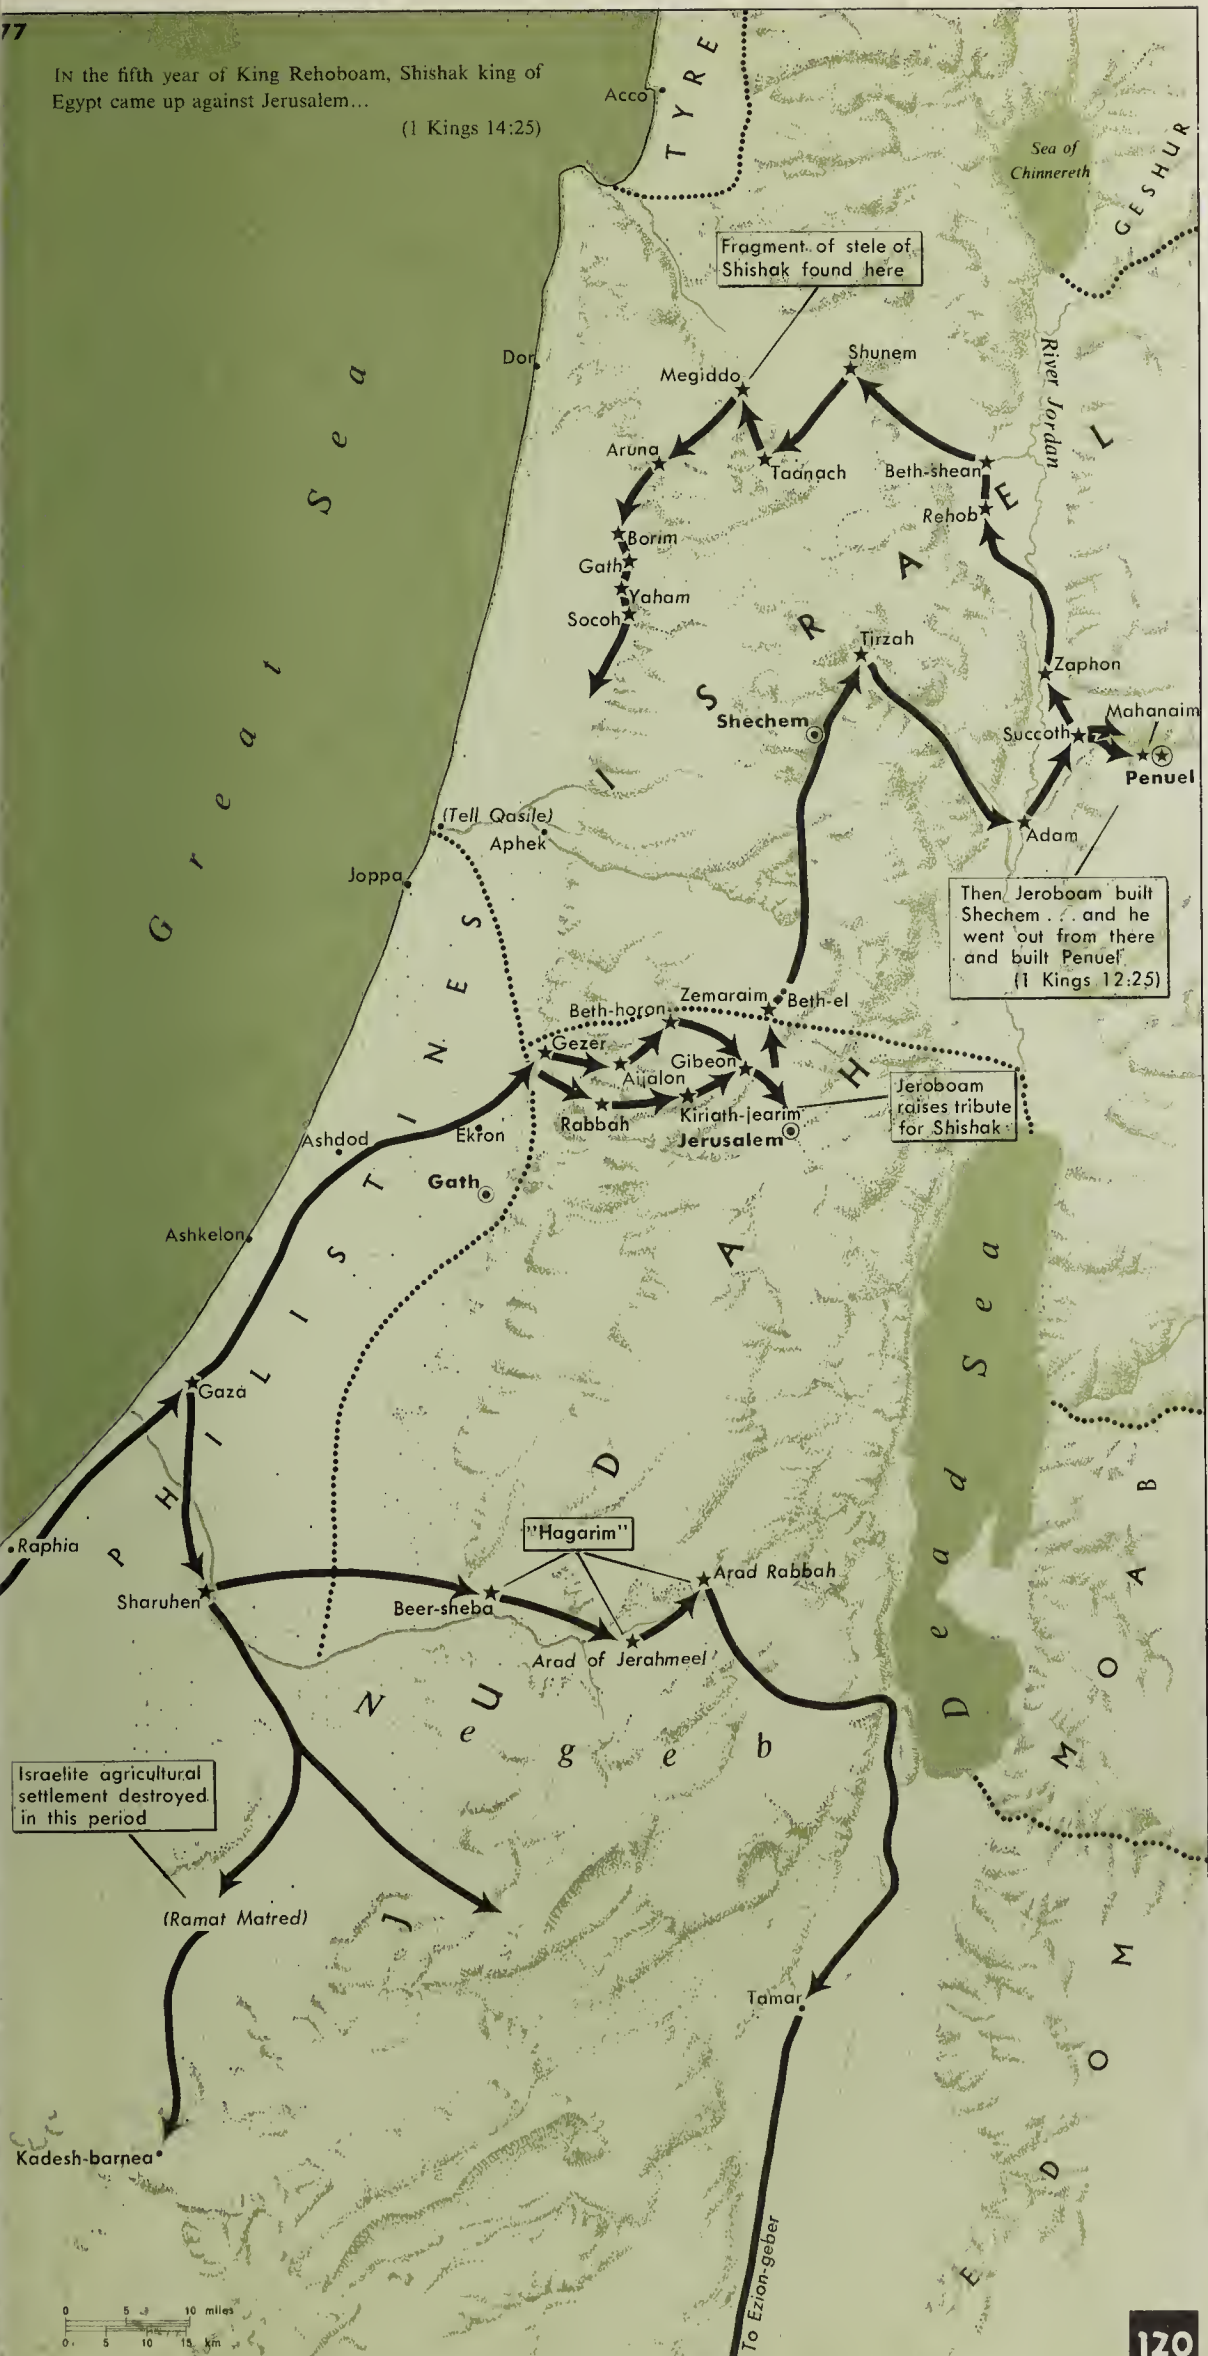 77
IN the fifth year of King Rehoboam, Shishak king of
Egypt came up against Jerusalem...
(1 Kings 14:25)
Acco
TYRE
Sea of
Chinnereth
GESHUR
Fragment of stele of
Shishak found here
Dor
Megiddo
Shunem
River Jordan
Great Sea
Aruna
Taanach
Beth-shean
Rehob
ISRAEL
Borim
Gath
Yaham
Socoh
Tirzah
Zaphon
Shechem
Mahanaim
Succoth
Penuel
(Tell Qasile)
Aphek
Adam
Joppa
Then Jeroboam built
Shechem . . . and he
went out from there
and built Penuel
(1 Kings 12:25)
Zemaraim
Beth-el
Beth-horon
Gezer
Gibeon
Aijalon
Kiriath-jearim
Rabbah
Jerusalem
Jeroboam
raises tribute
for Shishak
Ashdod
Ekron
Gath
Ashkelon
PHILISTINES
JUDAH
Dead Sea
Gaza
Raphia
"Hagarim"
Arad Rabbah
Sharuhen
Beer-sheba
Arad of Jerahmeel
Negeb
MOAB
Israelite agricultural
settlement destroyed
in this period
(Ramat Matred)
Tamar
EDOM
Kadesh-barnea
To Ezion-geber
0 5 10 miles
0 5 10 15 km
120